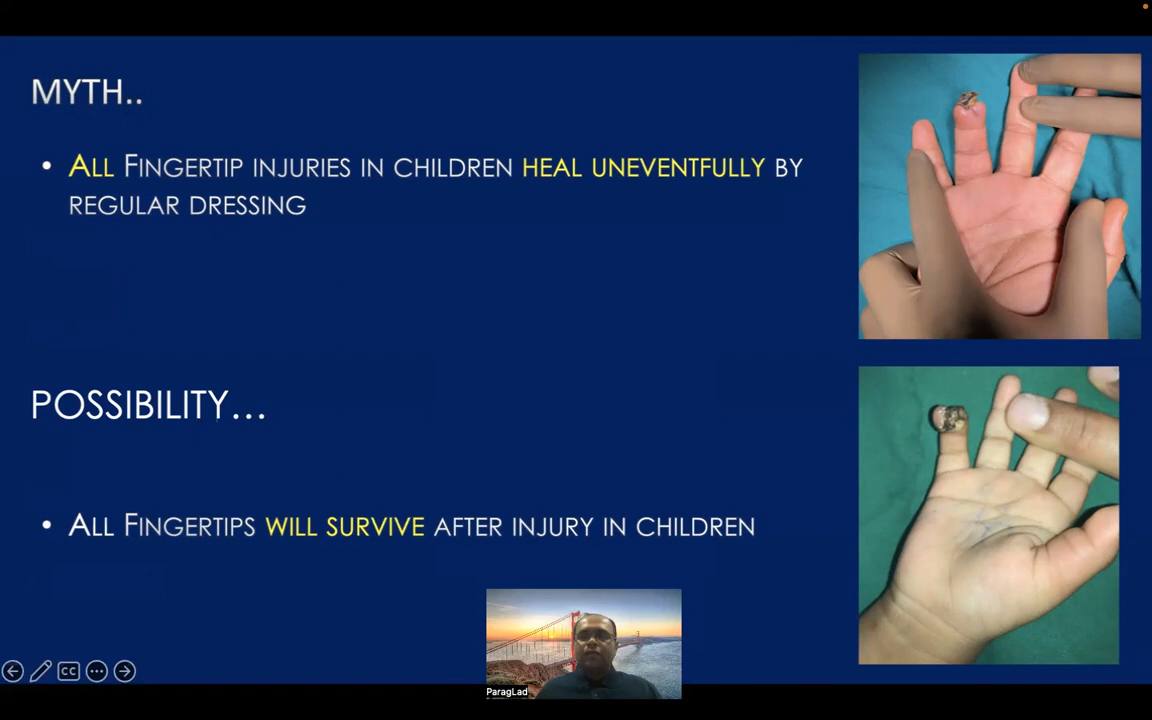 MYTH..
• ALL FINGERTIP INJURIES IN CHILDREN HEAL UNEVENTFULLY BY
REGULAR DRESSING
POSSIBILITY...
• ALL FINGERTIPS WILL SURVIVE AFTER INJURY IN CHILDREN
CC
ParagLad